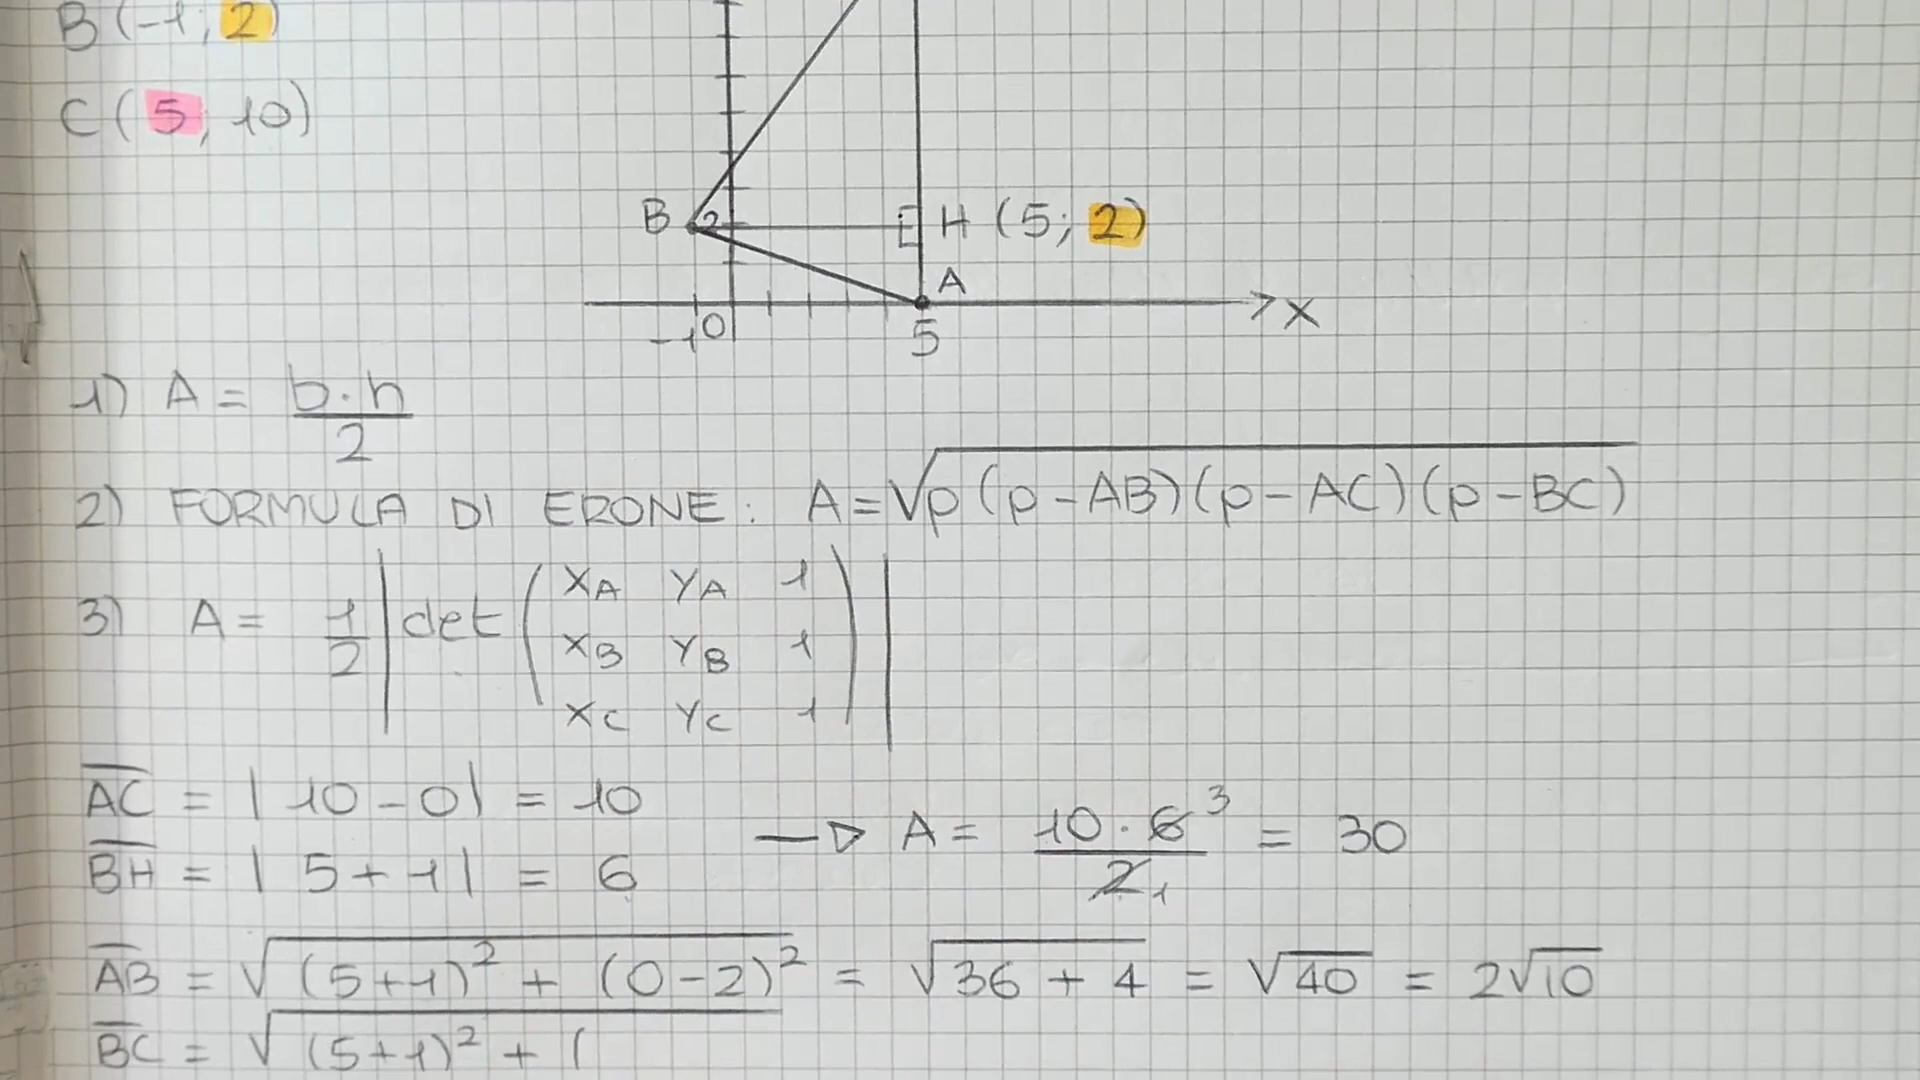 B (-1; 2)
C (5; 10)
B 2 H (5; 2)
A
-1 0 5 X
1) A = b·h / 2
2) FORMULA DI ERONE: A = √p (p - AB) (p - AC) (p - BC)
3) A = 1/2 | det ( XA YA 1
XB YB 1
XC YC 1 ) |
AC = | 10 - 0 | = 10
BH = | 5 + 1 | = 6
→ A = 10 · 6 3 / 2 1 = 30
AB = √(5+1)² + (0-2)² = √36 + 4 = √40 = 2√10
BC = √(5+1)² + (